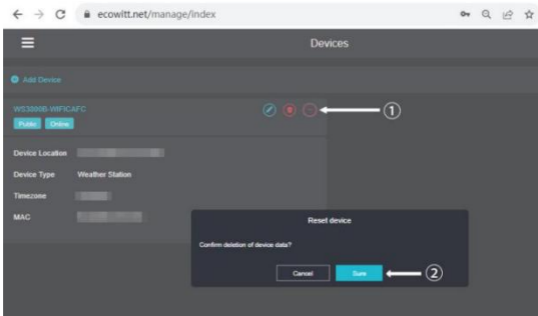 ecowitt.net/manage/index
Devices
Add Device
WS3800B-WIFICAFC
①
Public Online
Device Location
Device Type Weather Station
Timezone
MAC
Reset device
Confirm deletion of device data?
Cancel Sure
②